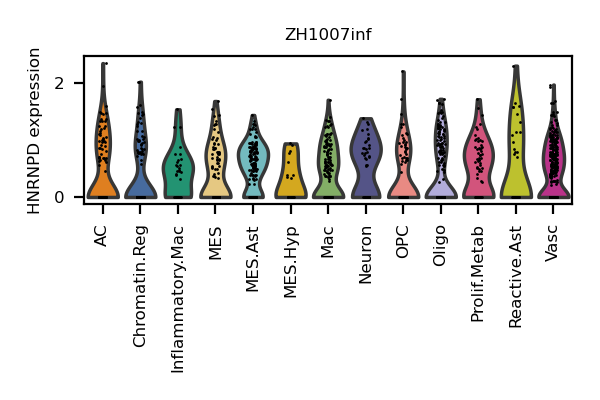 ZH1007inf
HNRNPD expression
2
0
AC
Chromatin.Reg
Inflammatory.Mac
MES
MES.Ast
MES.Hyp
Mac
Neuron
OPC
Oligo
Prolif.Metab
Reactive.Ast
Vasc